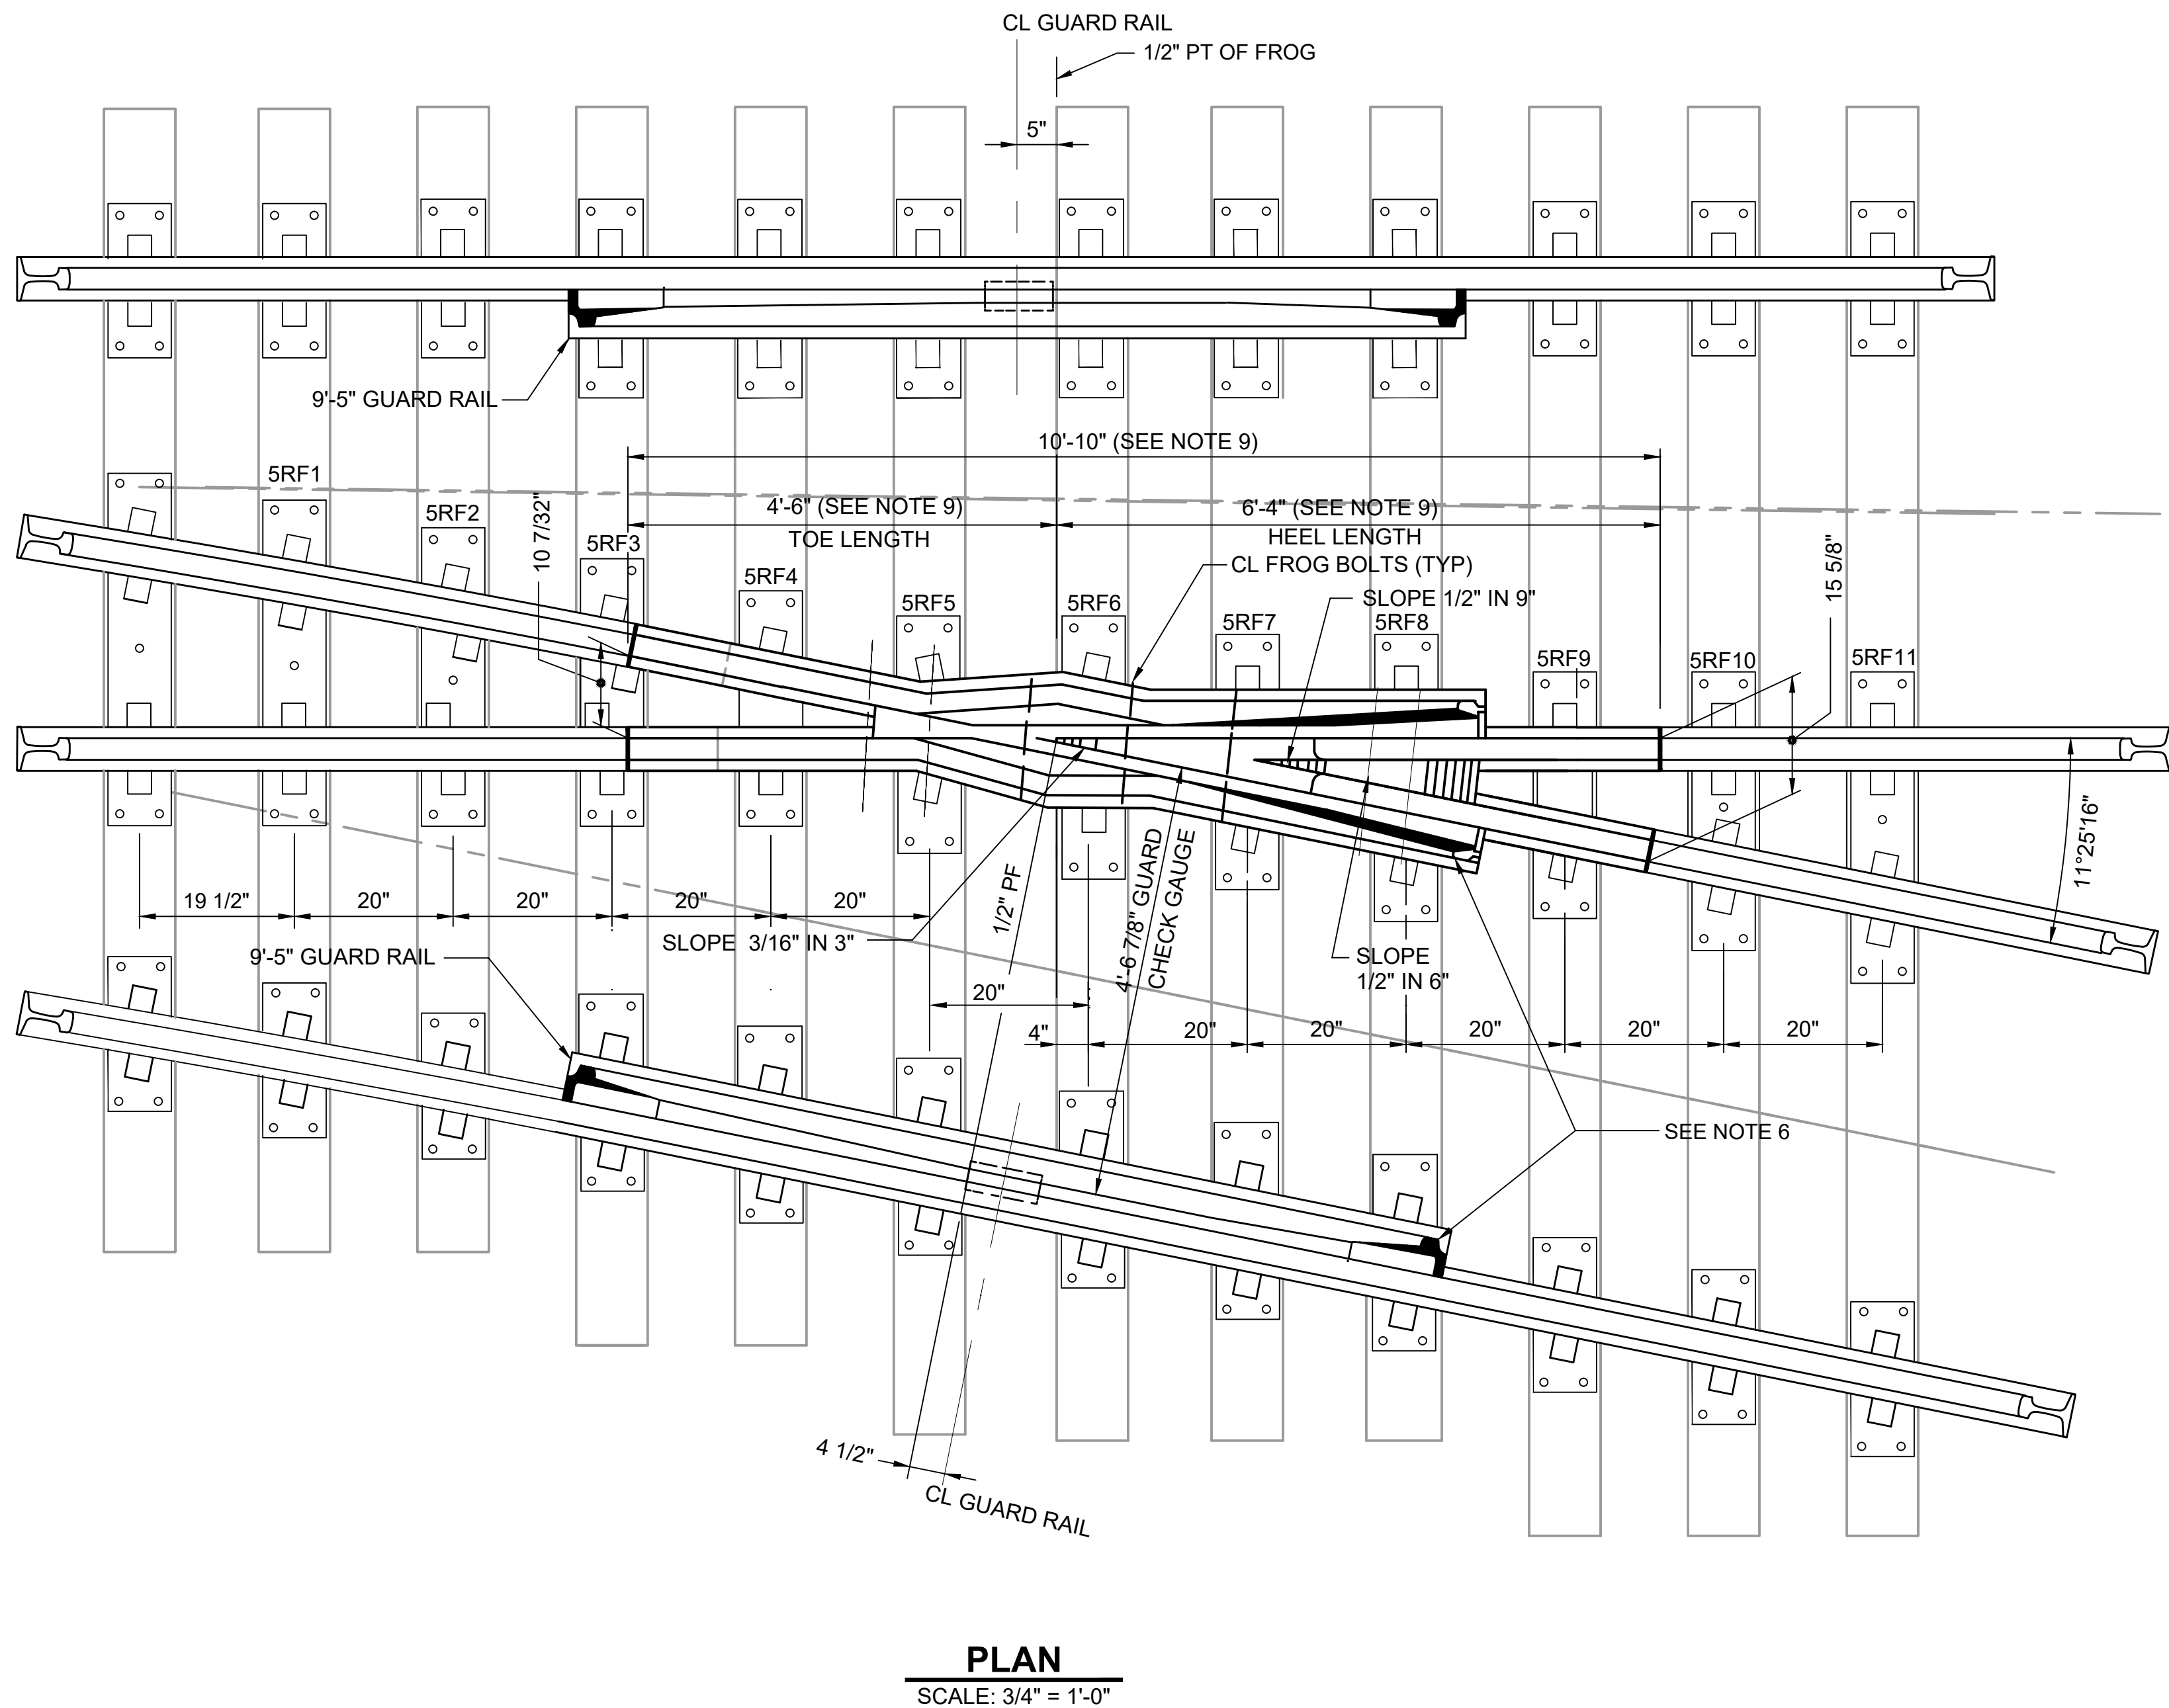 CL GUARD RAIL
1/2" PT OF FROG
5"
9'-5" GUARD RAIL
10'-10" (SEE NOTE 9)
5RF1
4'-6" (SEE NOTE 9)
6'-4" (SEE NOTE 9)
5RF2
10 7/32"
TOE LENGTH
HEEL LENGTH
5RF3
CL FROG BOLTS (TYP)
15 5/8"
5RF4
SLOPE 1/2" IN 9"
5RF5
5RF6
5RF7
5RF8
5RF9
5RF10
5RF11
11°25'16"
19 1/2"
20"
20"
20"
20"
1/2" PF
4'-6 7/8" GUARD
CHECK GAUGE
SLOPE 3/16" IN 3"
9'-5" GUARD RAIL
SLOPE
1/2" IN 6"
20"
4"
20"
20"
20"
20"
20"
SEE NOTE 6
4 1/2"
CL GUARD RAIL
PLAN
SCALE: 3/4" = 1'-0"